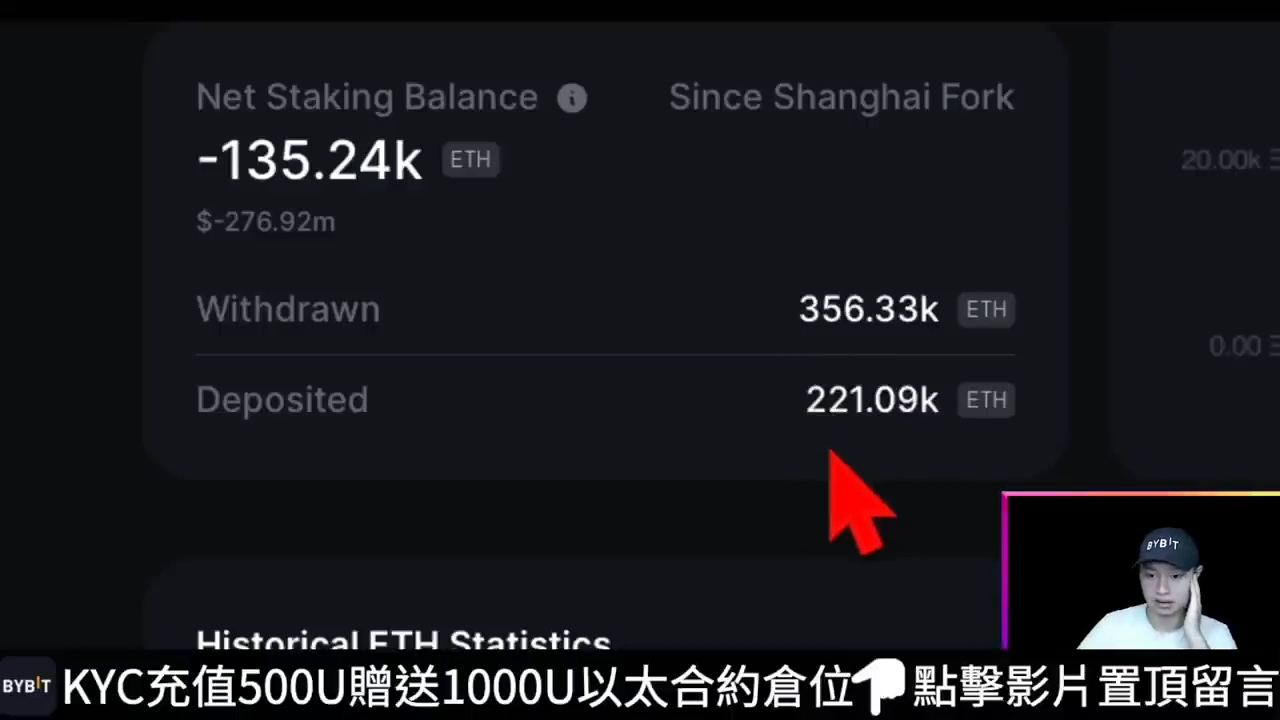 Net Staking Balance Since Shanghai Fork
-135.24k ETH
20.00k
$-276.92m
Withdrawn 356.33k ETH
0.00
Deposited 221.09k ETH
BYBIT
Historical ETH Statistics
BYBIT KYC充值500U贈送1000U以太合約倉位 點擊影片置頂留言